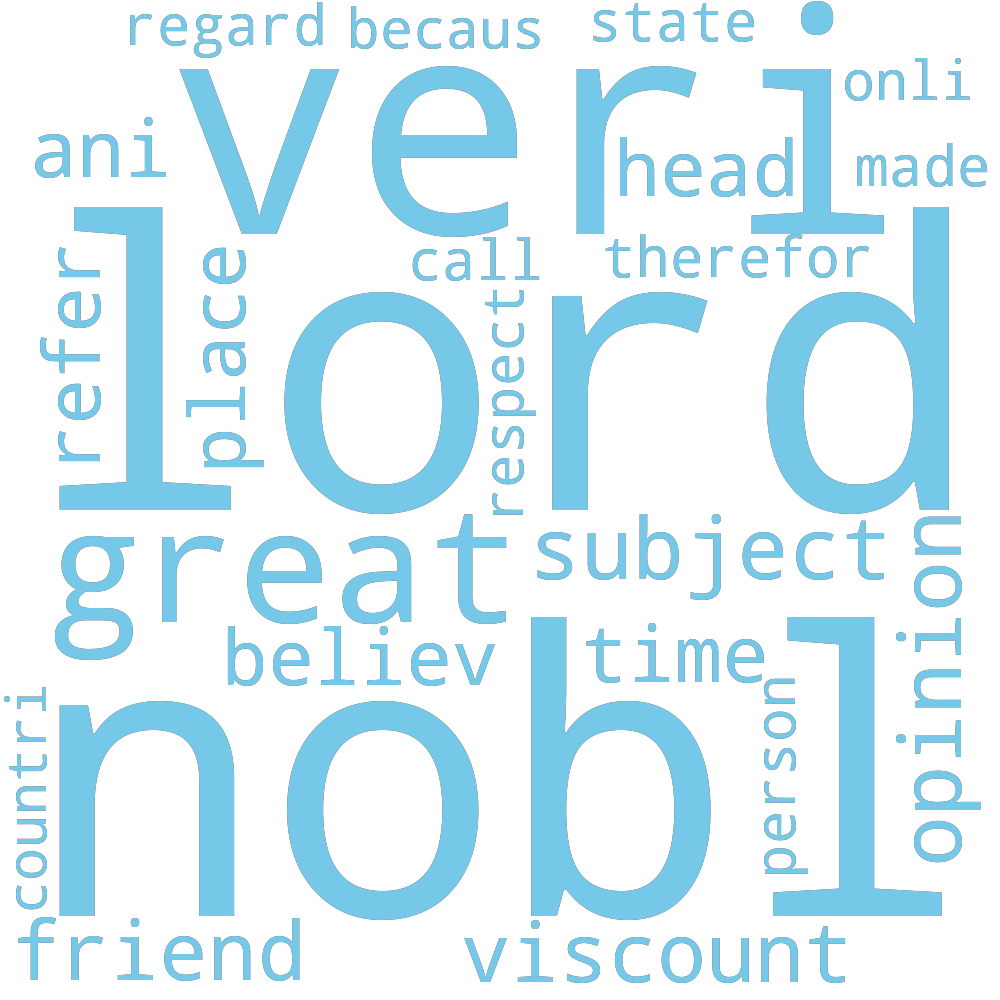 regard
becaus
state
veri
onli
ani
head
made
lord
refer
place
call
therefor
respect
great
subject
opinion
nobl
believ
time
countri
person
friend
viscount